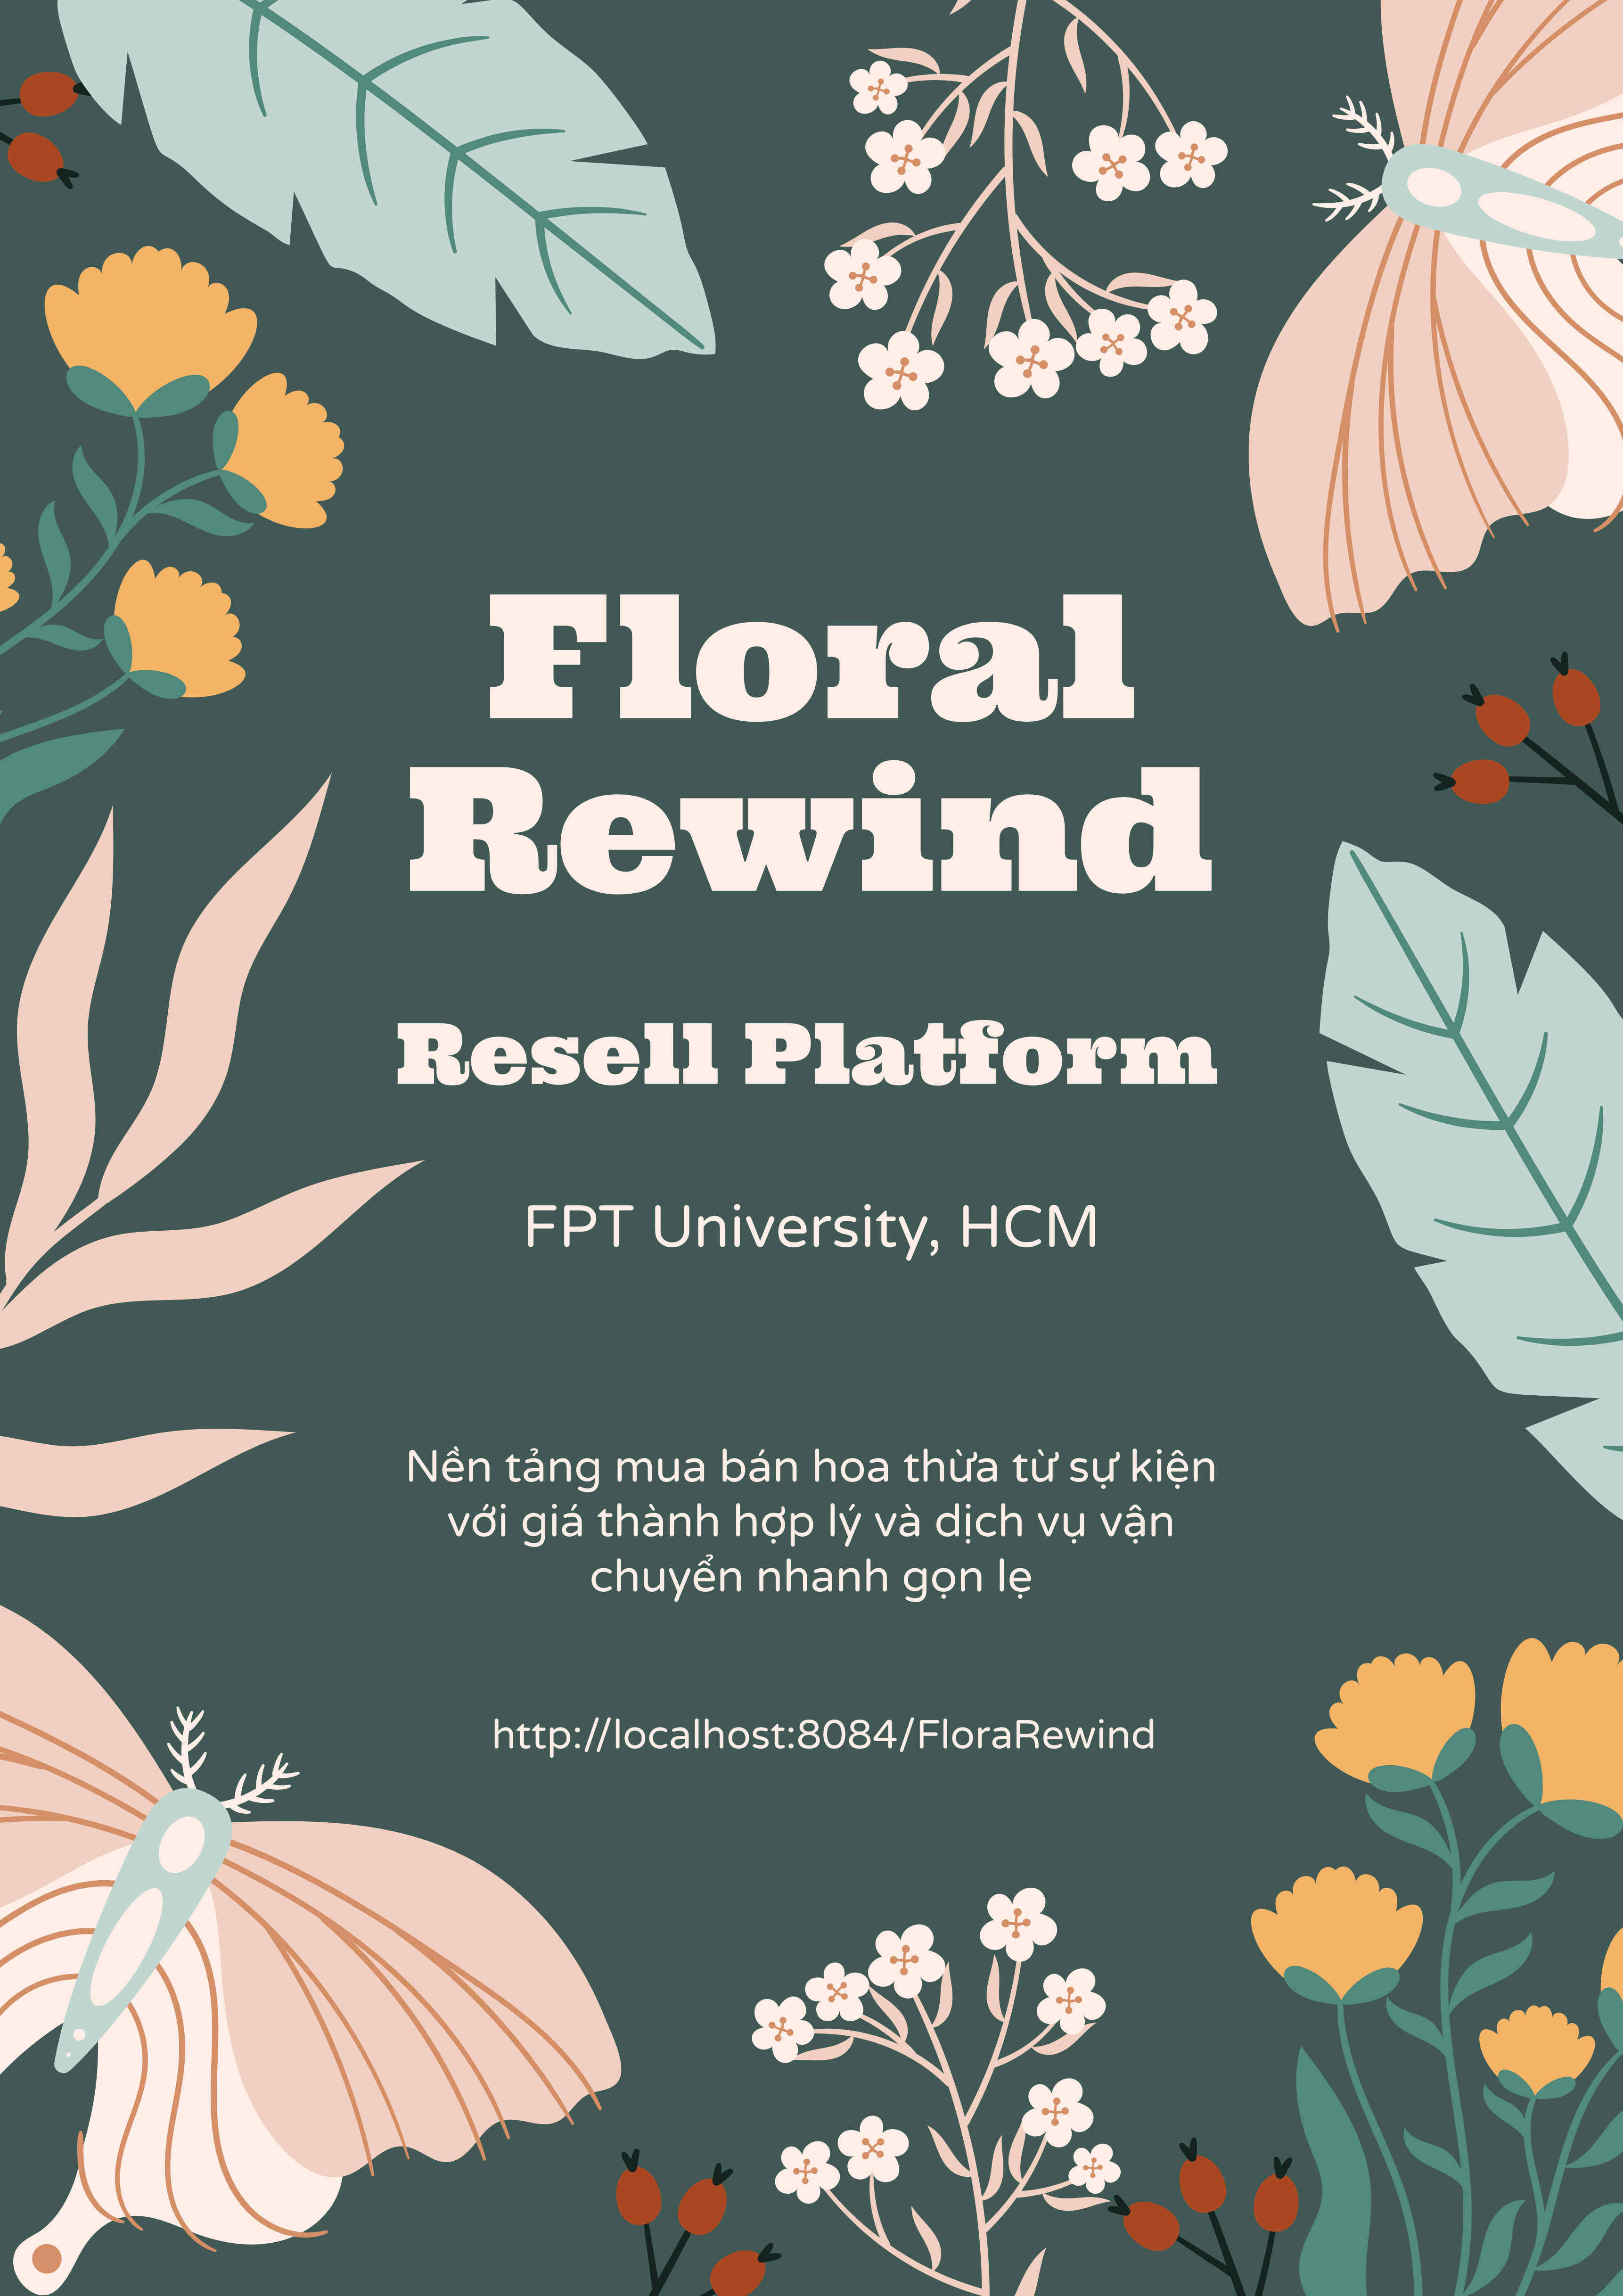 Floral
Rewind
Resell Platform
FPT University, HCM
Nền tảng mua bán hoa thừa từ sự kiện
với giá thành hợp lý và dịch vụ vận
chuyển nhanh gọn lẹ
http://localhost:8084/FloraRewind